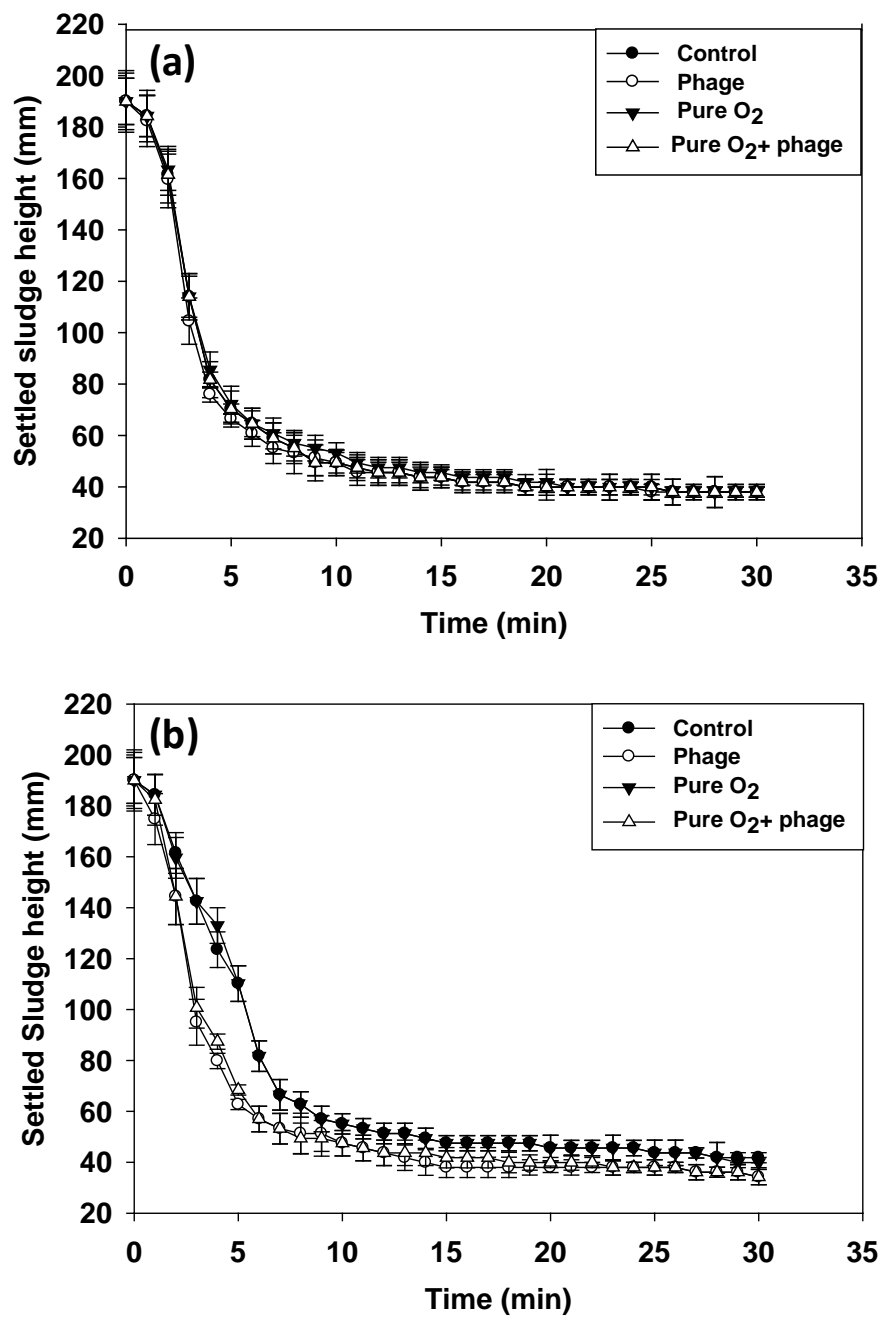 220
200
180
160
140
120
100
80
60
40
20
Settled sludge height (mm)
(a)
Control
Phage
Pure O2
Pure O2+ phage
0 5 10 15 20 25 30 35
Time (min)
220
200
180
160
140
120
100
80
60
40
20
Settled Sludge height (mm)
(b)
Control
Phage
Pure O2
Pure O2+ phage
0 5 10 15 20 25 30 35
Time (min)